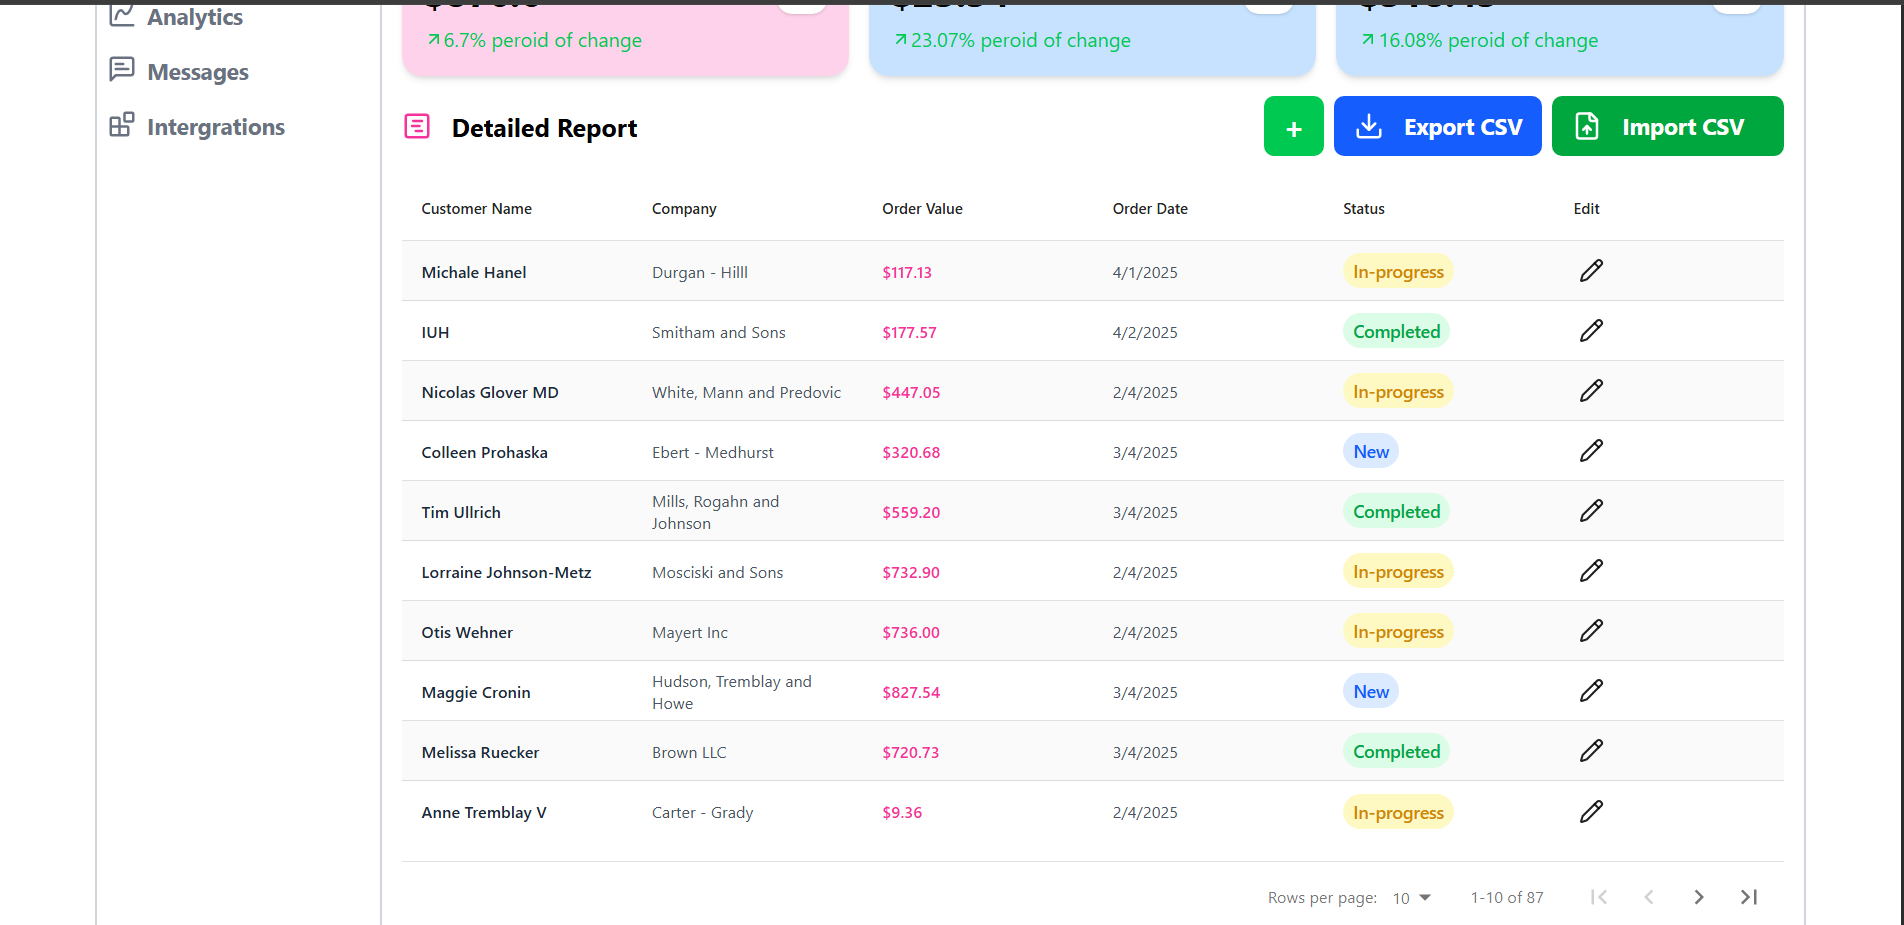 Analytics
Messages
Intergrations
6.7% peroid of change
23.07% peroid of change
16.08% peroid of change
Detailed Report
+
Export CSV
Import CSV
Customer Name Company Order Value Order Date Status Edit
Michale Hanel Durgan - Hilll $117.13 4/1/2025 In-progress
IUH Smitham and Sons $177.57 4/2/2025 Completed
Nicolas Glover MD White, Mann and Predovic $447.05 2/4/2025 In-progress
Colleen Prohaska Ebert - Medhurst $320.68 3/4/2025 New
Tim Ullrich Mills, Rogahn and
Johnson $559.20 3/4/2025 Completed
Lorraine Johnson-Metz Mosciski and Sons $732.90 2/4/2025 In-progress
Otis Wehner Mayert Inc $736.00 2/4/2025 In-progress
Maggie Cronin Hudson, Tremblay and
Howe $827.54 3/4/2025 New
Melissa Ruecker Brown LLC $720.73 3/4/2025 Completed
Anne Tremblay V Carter - Grady $9.36 2/4/2025 In-progress
Rows per page: 10 1-10 of 87